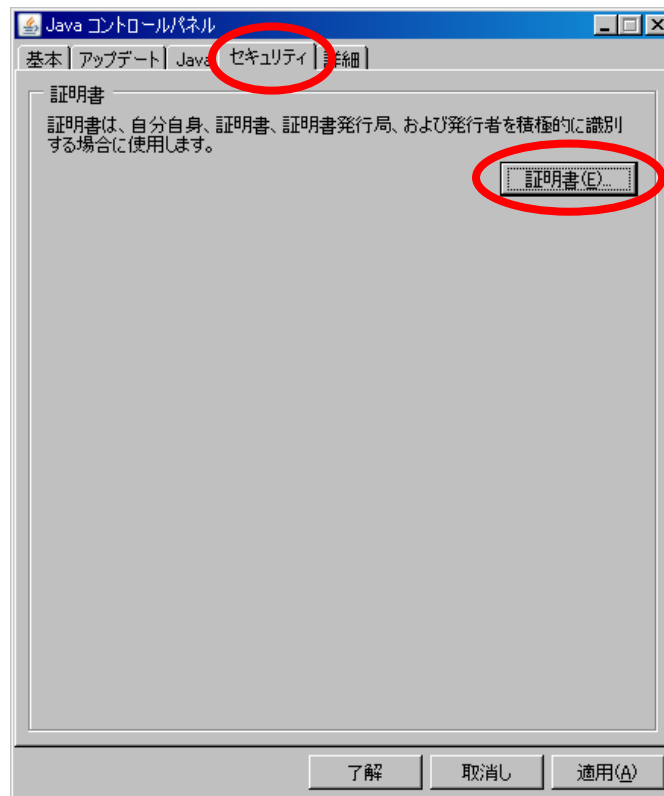 Java コントロールパネル
基本 アップデート Java セキュリティ 詳細
証明書
証明書は、自分自身、証明書、証明書発行局、および発行者を積極的に識別
する場合に使用します。
証明書(E)...
了解 取消し 適用(A)